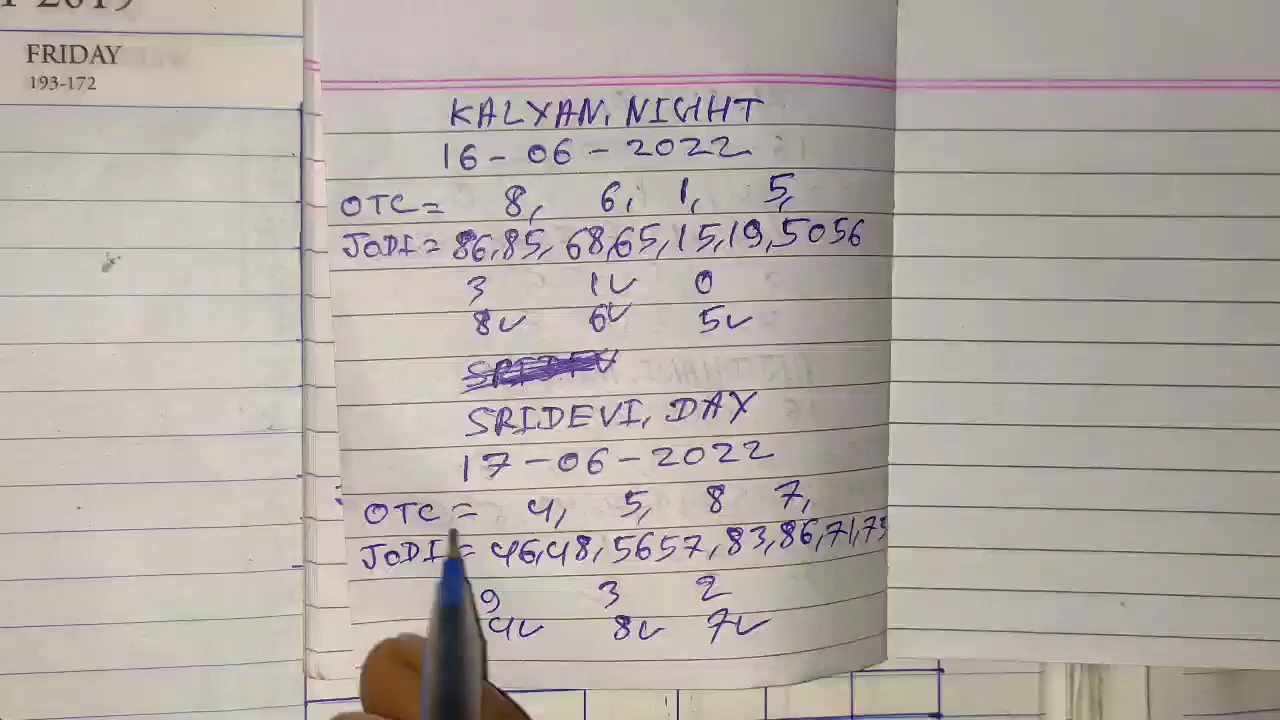 FRIDAY
193-172
KALYAN, NIGHT
16-06-2022
OTC= 8, 6, 1, 5,
JODI= 86,85, 68,65,15,19,5056
3 1✓ 0
8✓ 6✓ 5✓
SRIDEVI, DAY
17-06-2022
OTC= 4, 5, 8 7,
JODI= 46,48,5657,83,86,71,73
9 3 2
4✓ 8✓ 7✓